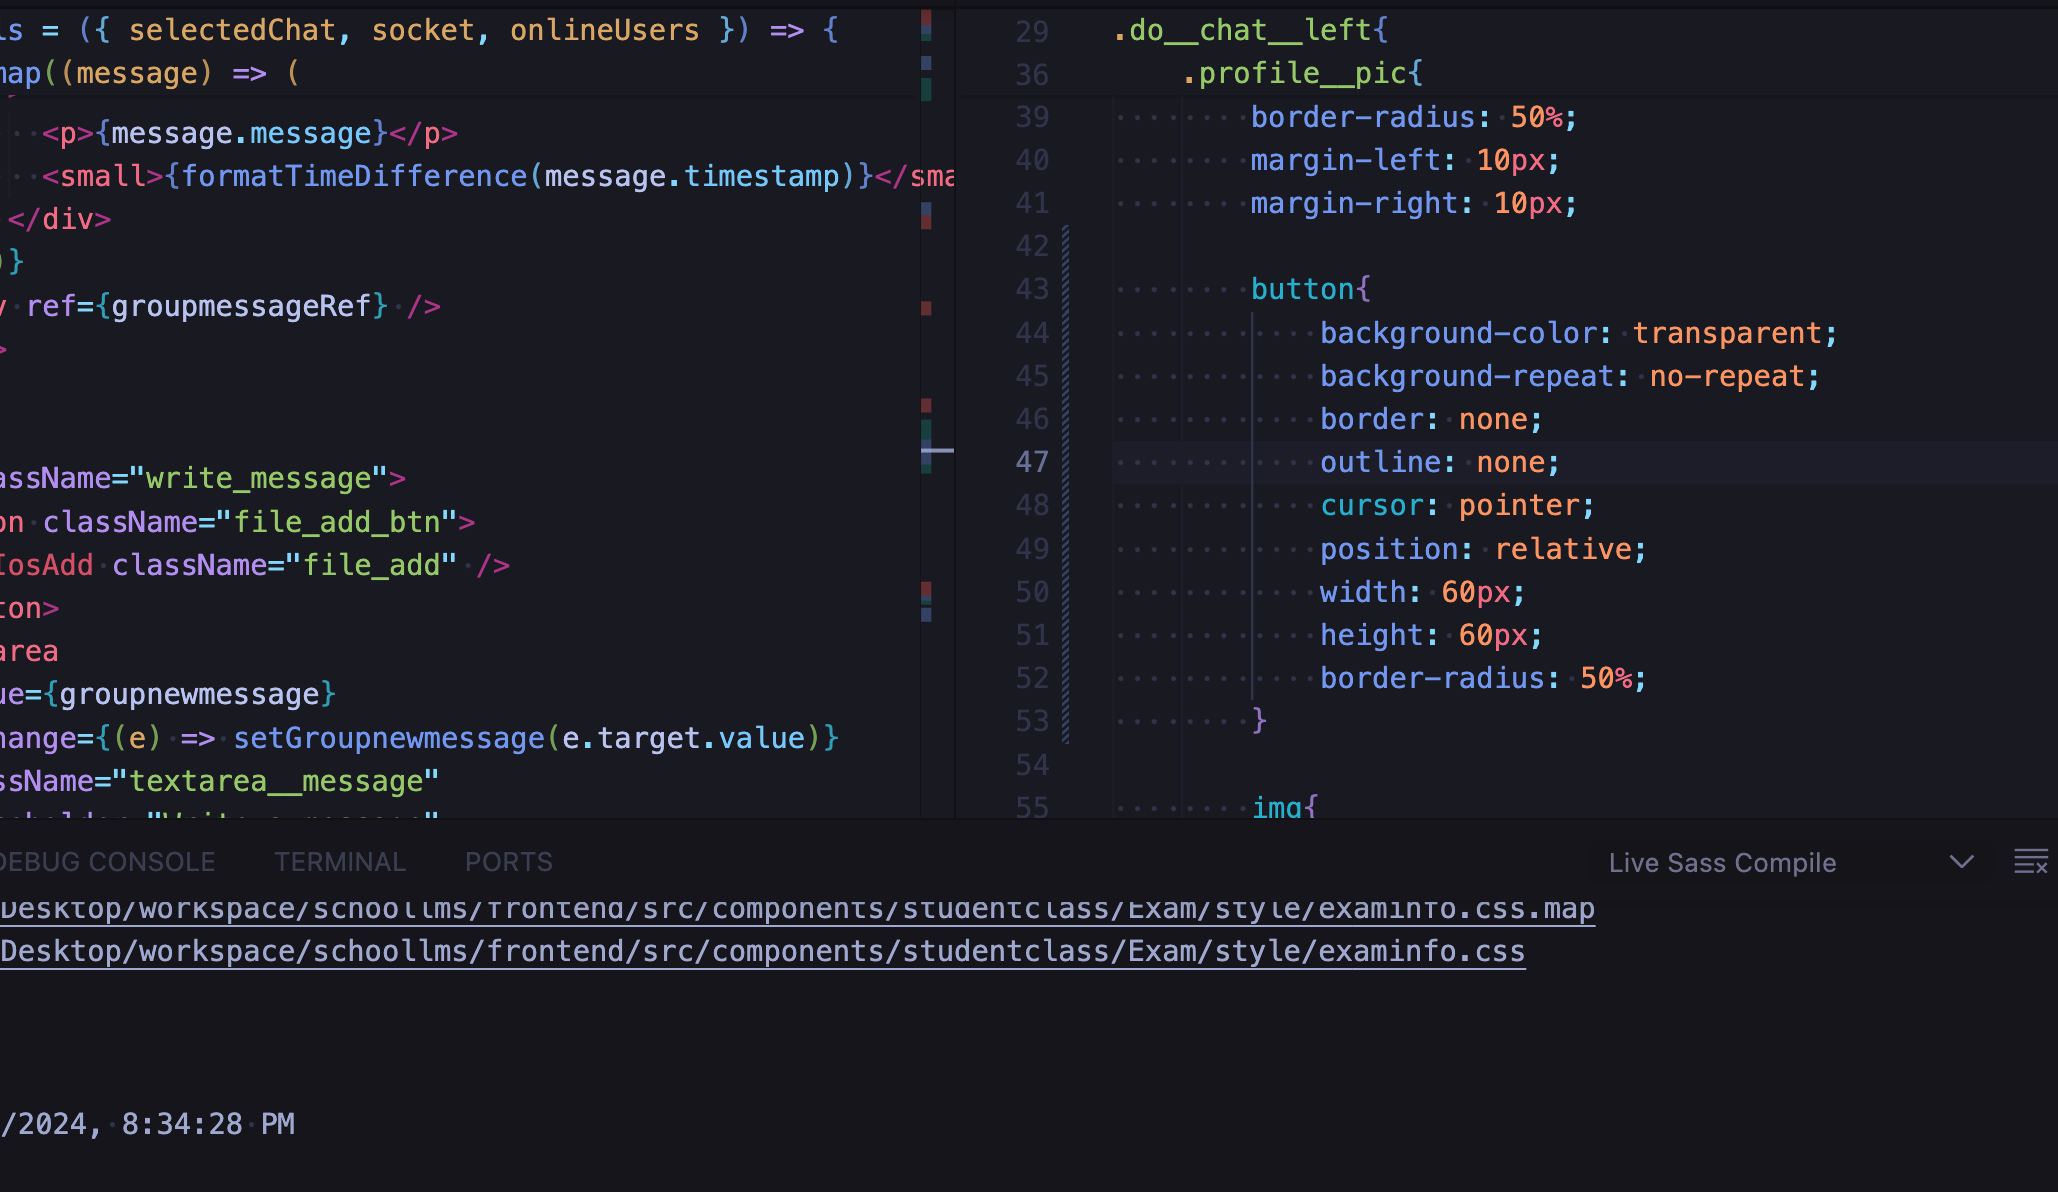 ls = ({ selectedChat, socket, onlineUsers }) => {
map((message) => (
<p>{message.message}</p>
<small>{formatTimeDifference(message.timestamp)}</sma
</div>
)}
ref={groupmessageRef} />
>
assName="write_message">
on className="file_add_btn">
IosAdd className="file_add" />
ton>
area
ue={groupnewmessage}
hange={(e) => setGroupnewmessage(e.target.value)}
sName="textarea__message"
29 .do__chat__left{
36 .profile__pic{
39 border-radius: 50%;
40 margin-left: 10px;
41 margin-right: 10px;
42
43 button{
44 background-color: transparent;
45 background-repeat: no-repeat;
46 border: none;
47 outline: none;
48 cursor: pointer;
49 position: relative;
50 width: 60px;
51 height: 60px;
52 border-radius: 50%;
53 }
54
55 img{
DEBUG CONSOLE TERMINAL PORTS Live Sass Compile
Desktop/workspace/schoollms/frontend/src/components/studentclass/Exam/style/examinfo.css.map
Desktop/workspace/schoollms/frontend/src/components/studentclass/Exam/style/examinfo.css
/2024, 8:34:28 PM